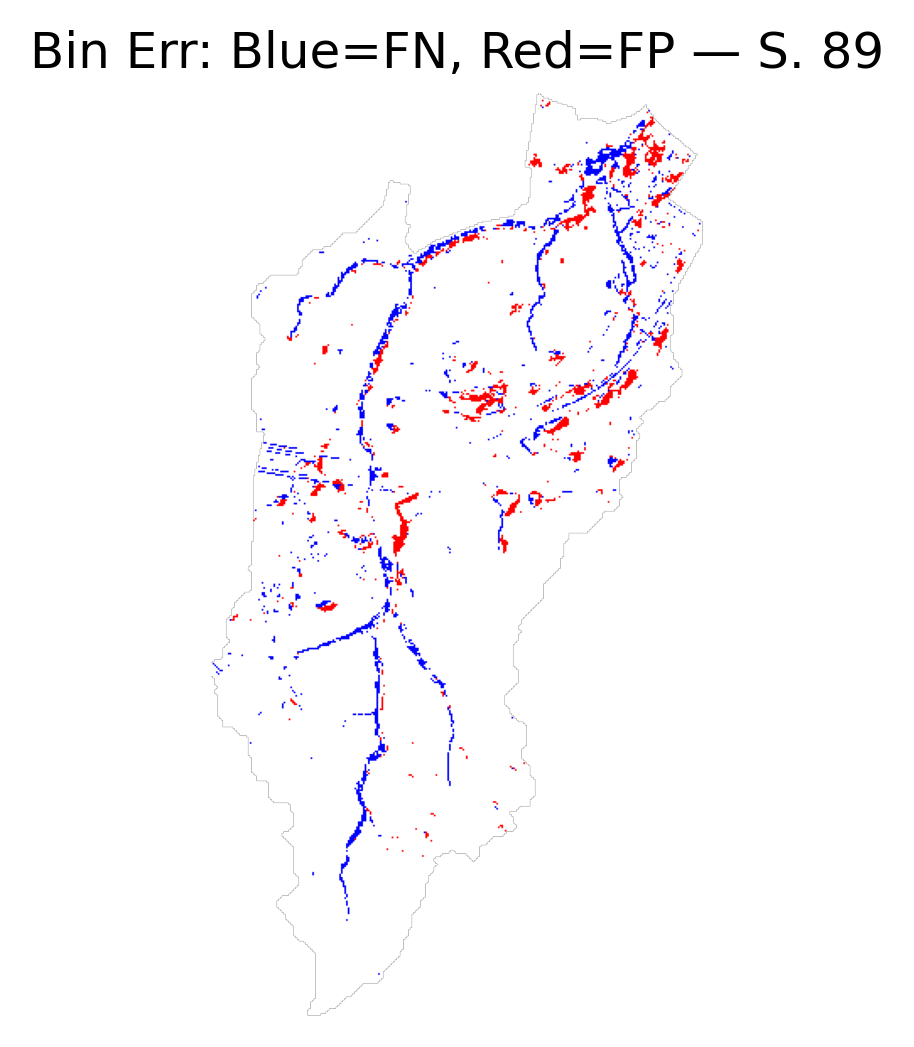 Bin Err: Blue=FN, Red=FP — S. 89